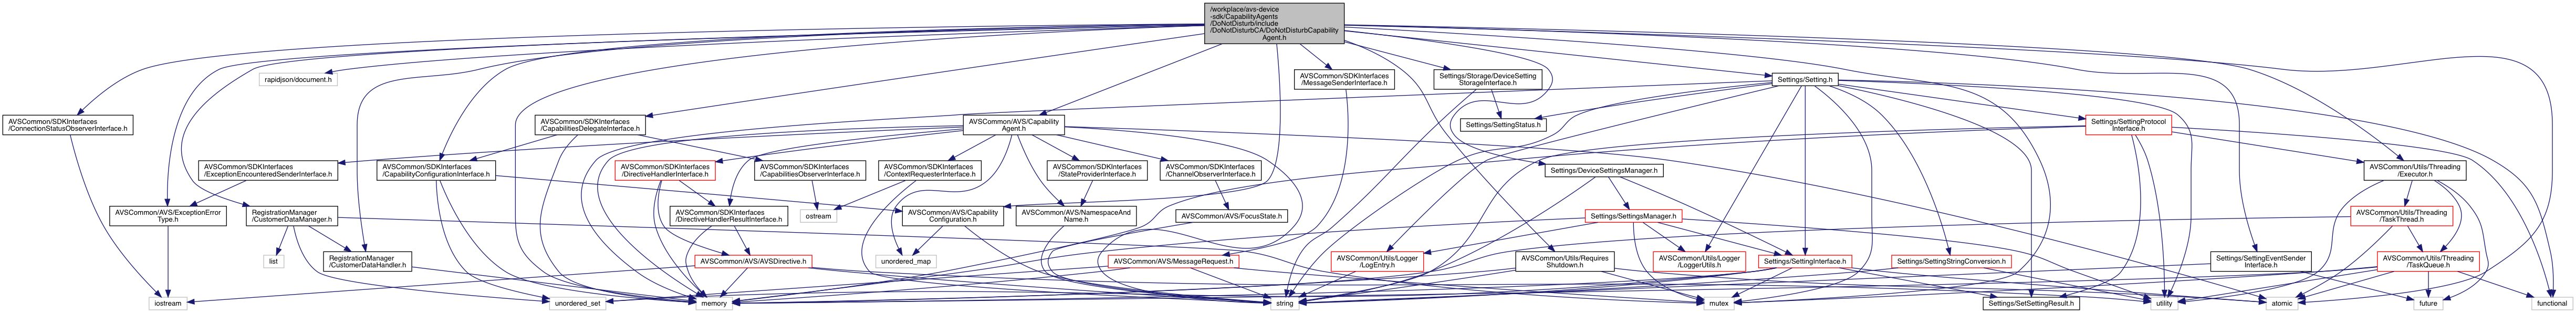 /workplace/avs-device
-sdk/CapabilityAgents
/DoNotDisturb/include
/DoNotDisturbCA/DoNotDisturbCapability
Agent.h
rapidjson/document.h
AVSCommon/SDKInterfaces
/MessageSenderInterface.h
Settings/Storage/DeviceSetting
StorageInterface.h
Settings/Setting.h
AVSCommon/SDKInterfaces
/ConnectionStatusObserverInterface.h
AVSCommon/SDKInterfaces
/CapabilitiesDelegateInterface.h
AVSCommon/AVS/Capability
Agent.h
Settings/SettingStatus.h
Settings/SettingProtocol
Interface.h
AVSCommon/SDKInterfaces
/ExceptionEncounteredSenderInterface.h
AVSCommon/SDKInterfaces
/CapabilityConfigurationInterface.h
AVSCommon/SDKInterfaces
/DirectiveHandlerInterface.h
AVSCommon/SDKInterfaces
/CapabilitiesObserverInterface.h
AVSCommon/SDKInterfaces
/ContextRequesterInterface.h
AVSCommon/SDKInterfaces
/StateProviderInterface.h
AVSCommon/SDKInterfaces
/ChannelObserverInterface.h
Settings/DeviceSettingsManager.h
AVSCommon/Utils/Threading
/Executor.h
AVSCommon/AVS/ExceptionError
Type.h
RegistrationManager
/CustomerDataManager.h
AVSCommon/SDKInterfaces
/DirectiveHandlerResultInterface.h
ostream
AVSCommon/AVS/Capability
Configuration.h
AVSCommon/AVS/NamespaceAnd
Name.h
AVSCommon/AVS/FocusState.h
Settings/SettingsManager.h
AVSCommon/Utils/Threading
/TaskThread.h
list
RegistrationManager
/CustomerDataHandler.h
AVSCommon/AVS/AVSDirective.h
unordered_map
AVSCommon/AVS/MessageRequest.h
AVSCommon/Utils/Logger
/LogEntry.h
AVSCommon/Utils/Requires
Shutdown.h
AVSCommon/Utils/Logger
/LoggerUtils.h
Settings/SettingInterface.h
Settings/SettingStringConversion.h
Settings/SettingEventSender
Interface.h
AVSCommon/Utils/Threading
/TaskQueue.h
iostream
unordered_set
memory
string
mutex
Settings/SetSettingResult.h
utility
atomic
future
functional